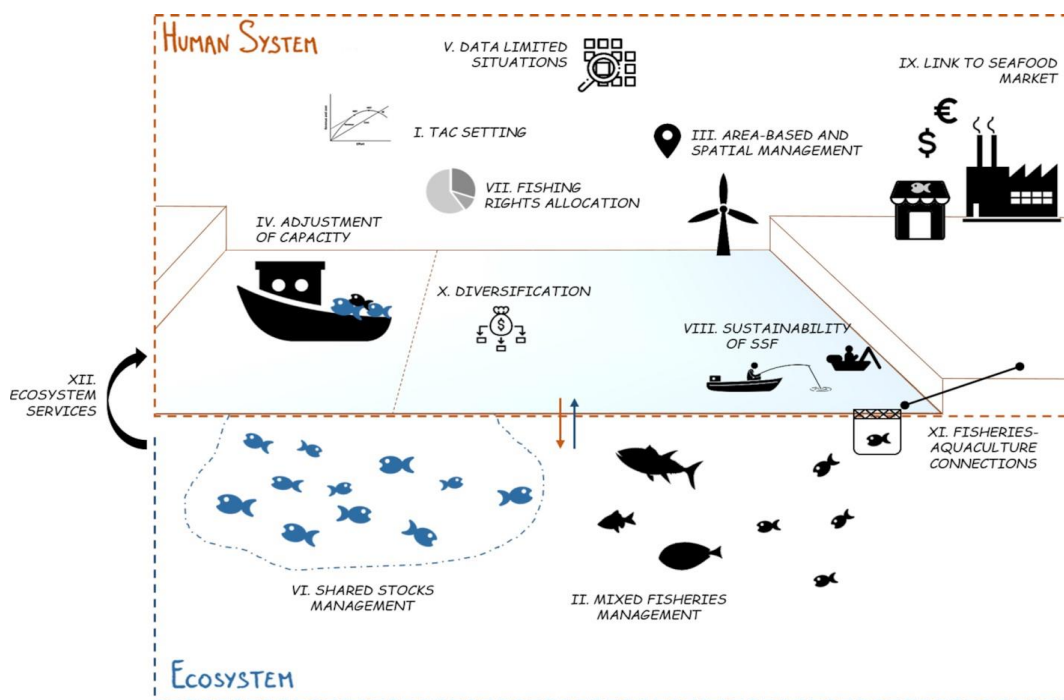 HUMAN SYSTEM
V. DATA LIMITED
SITUATIONS
IX. LINK TO SEAFOOD
MARKET
€
$
I. TAC SETTING
III. AREA-BASED AND
SPATIAL MANAGEMENT
VII. FISHING
RIGHTS ALLOCATION
IV. ADJUSTMENT
OF CAPACITY
X. DIVERSIFICATION
$
VIII. SUSTAINABILITY
OF SSF
XII.
ECOSYSTEM
SERVICES
XI. FISHERIES-
AQUACULTURE
CONNECTIONS
VI. SHARED STOCKS
MANAGEMENT
II. MIXED FISHERIES
MANAGEMENT
ECOSYSTEM